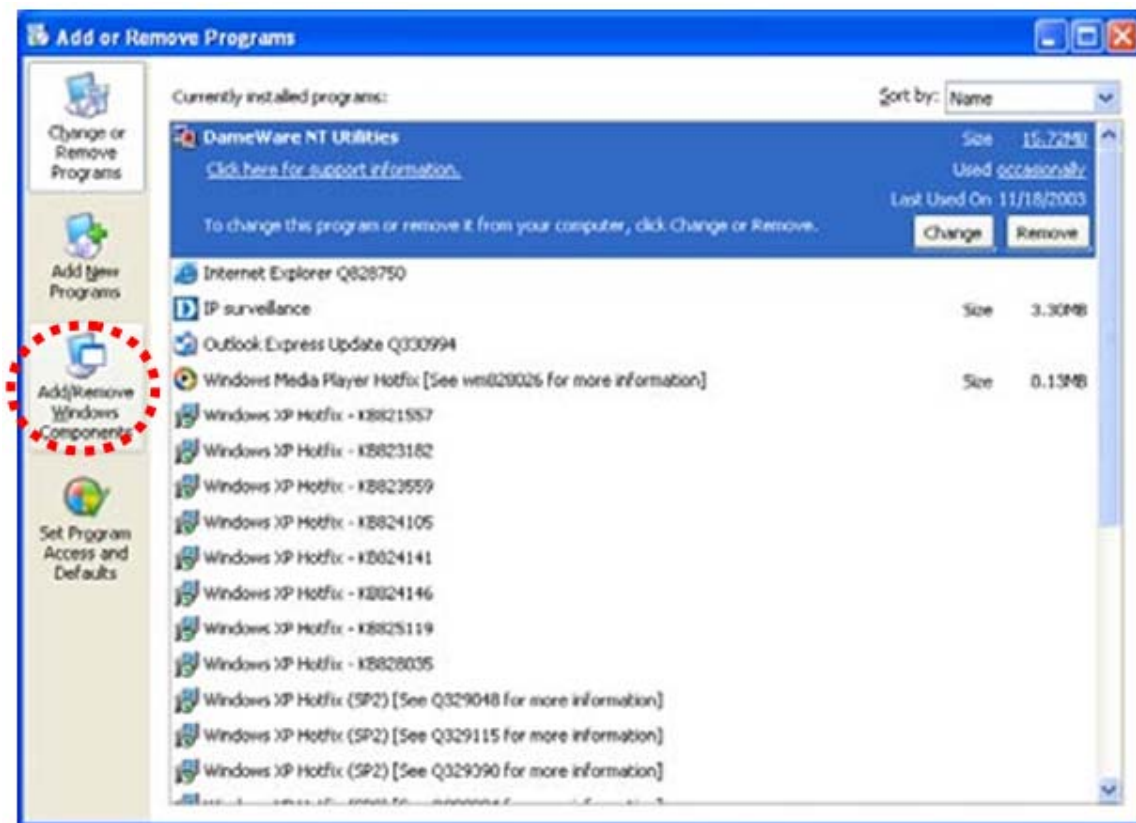 Add or Remove Programs
Change or
Remove
Programs
Add New
Programs
Add/Remove
Windows
Components
Set Program
Access and
Defaults
Currently installed programs:
Sort by: Name
DameWare NT Utilities Size 15.72MB
Click here for support information. Used occasionally
Last Used On 11/18/2003
To change this program or remove it from your computer, click Change or Remove. Change Remove
Internet Explorer Q828750
IP surveillance Size 3.30MB
Outlook Express Update Q330994
Windows Media Player Hotfix [See wm828026 for more information] Size 0.13MB
Windows XP Hotfix - KB821557
Windows XP Hotfix - KB823182
Windows XP Hotfix - KB823559
Windows XP Hotfix - KB824105
Windows XP Hotfix - KB824141
Windows XP Hotfix - KB824146
Windows XP Hotfix - KB825119
Windows XP Hotfix - KB828035
Windows XP Hotfix (SP2) [See Q329048 for more information]
Windows XP Hotfix (SP2) [See Q329115 for more information]
Windows XP Hotfix (SP2) [See Q329390 for more information]